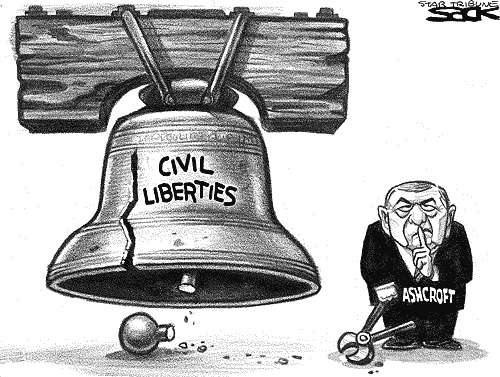 STAR TRIBUNE
SACK
CIVIL
LIBERTIES
ASHCROFT